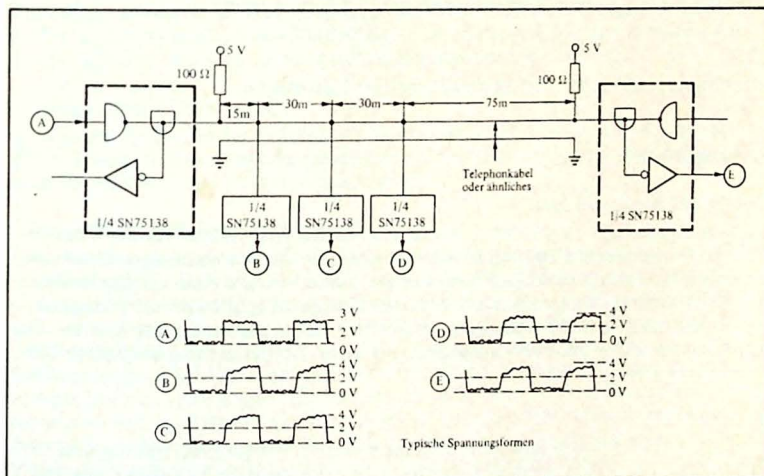 5 V
5 V
100 Ω
100 Ω
30m
30m
75m
15m
A
E
Telephonkabel
oder ähnliches
1/4 SN75138
1/4
SN75138
1/4
SN75138
1/4
SN75138
1/4 SN75138
B
C
D
A
3 V
2 V
0 V
B
4 V
2 V
0 V
C
4 V
2 V
0 V
D
4 V
2 V
0 V
E
4 V
2 V
0 V
Typische Spannungsformen